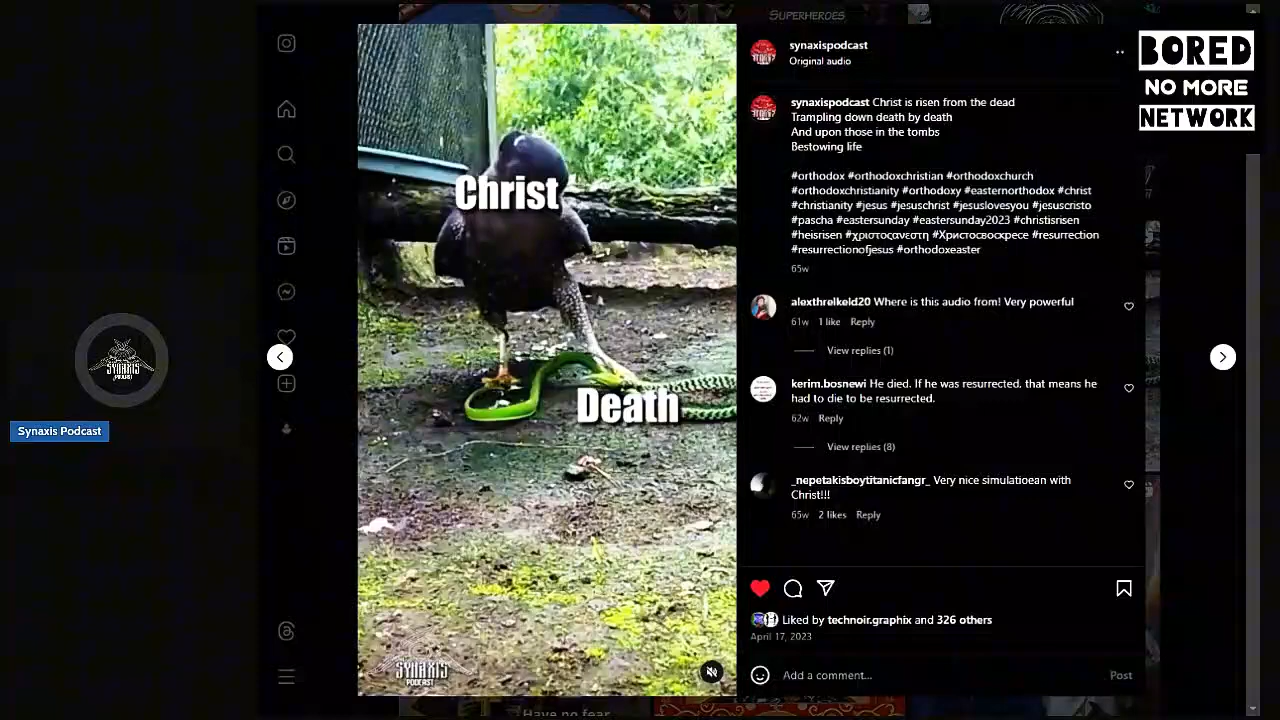 SUPERHEROES
BORED
NO MORE
NETWORK
synaxispodcast
Original audio
synaxispodcast Christ is risen from the dead
Trampling down death by death
And upon those in the tombs
Bestowing life
#orthodox #orthodoxchristian #orthodoxchurch
#orthodoxchristianity #orthodoxy #easternorthodox #christ
#christianity #jesus #jesuschrist #jesuslovesyou #jesucristo
#pascha #eastersunday #eastersunday2023 #christisrisen
#heisrisen #χριστοςανεστη #Христосвоскресе #resurrection
#resurrectionofjesus #orthodoxeaster
65w
alexthrelkeld20 Where is this audio from! Very powerful
61w 1 like Reply
View replies (1)
kerim.bosnewi He died. If he was resurrected, that means he
had to die to be resurrected.
62w Reply
View replies (8)
_nepetakisboytitanicfangr_ Very nice simulatioean with
Christ!!!
65w 2 likes Reply
Liked by technoir.graphix and 326 others
April 17, 2023
Add a comment...
Post
Christ
Death
SYNAXIS
PODCAST
SYNAXIS
PODCAST
Synaxis Podcast
Have no fear